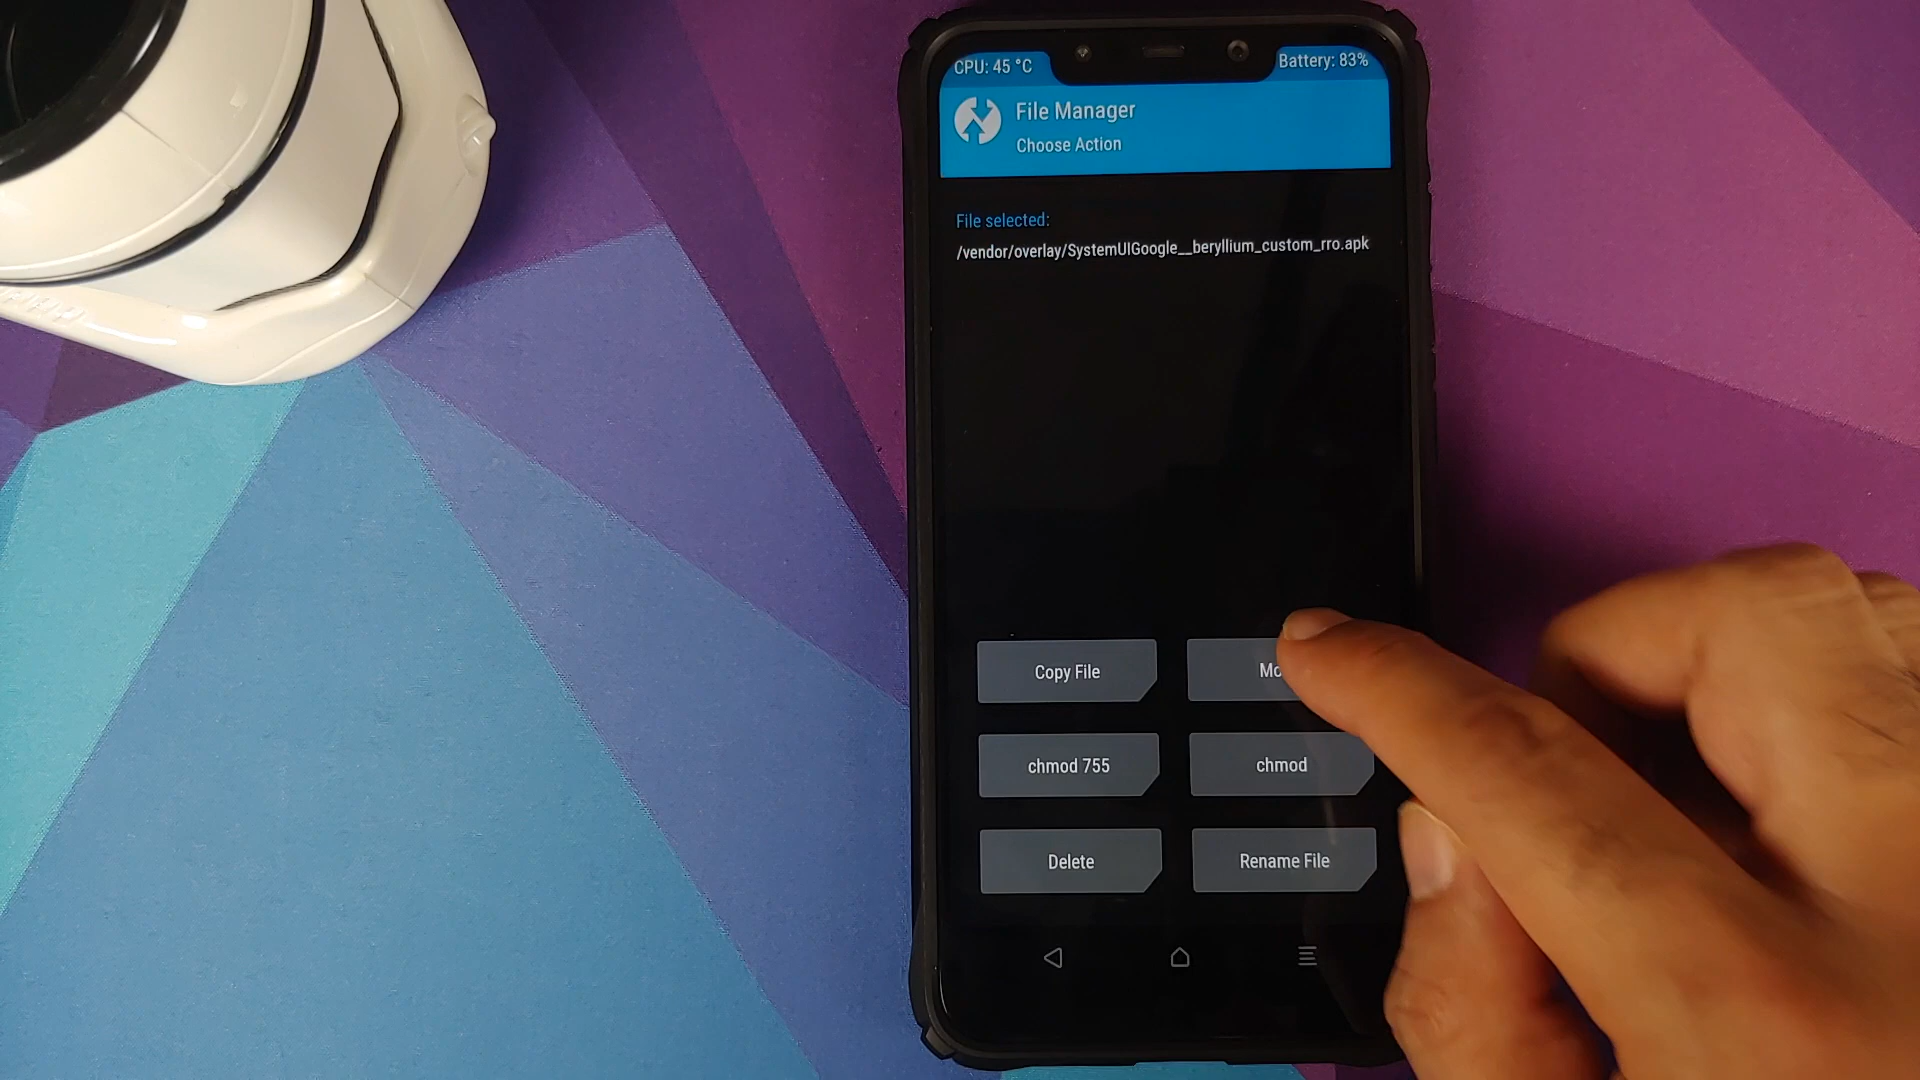 CPU: 45 °C
Battery: 83%
File Manager
Choose Action
File selected:
/vendor/overlay/SystemUIGoogle__beryllium_custom_rro.apk
Copy File
chmod 755
chmod
Delete
Rename File